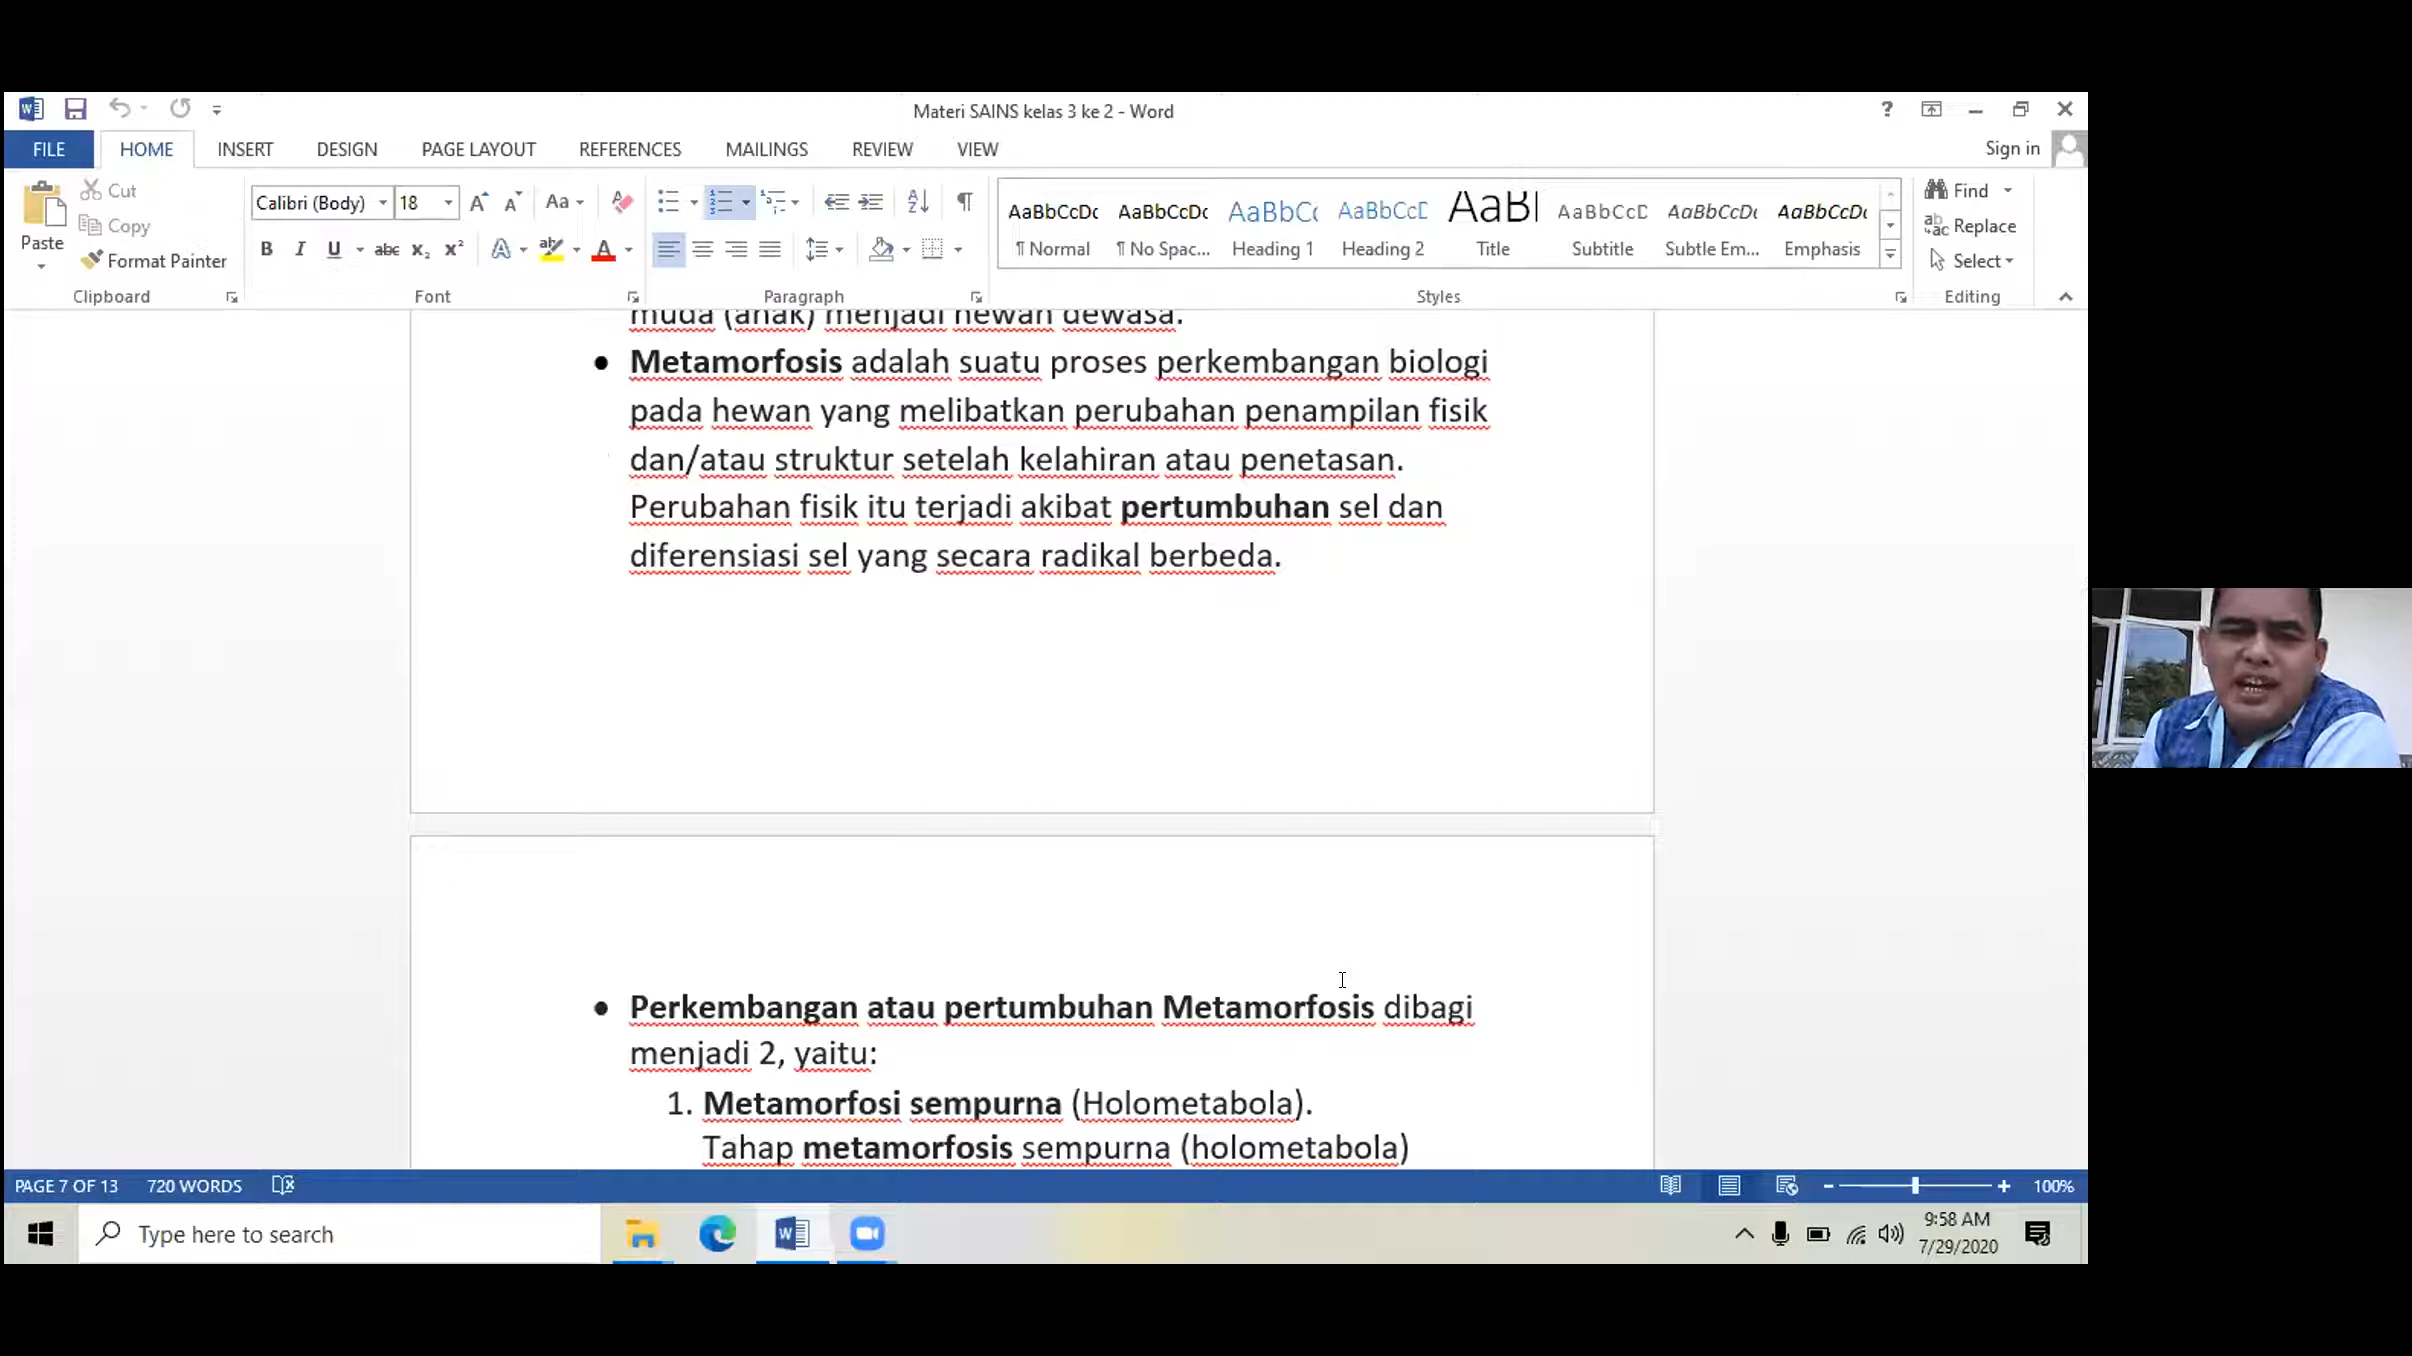 Materi SAINS kelas 3 ke 2 - Word
FILE HOME INSERT DESIGN PAGE LAYOUT REFERENCES MAILINGS REVIEW VIEW Sign in
Paste
Cut
Copy
Format Painter
Clipboard
Calibri (Body) 18
Font
Paragraph
AaBbCcDc AaBbCcDc AaBbCc AaBbCcD AaBl AaBbCcD AaBbCcDc AaBbCcDc
¶ Normal ¶ No Spac... Heading 1 Heading 2 Title Subtitle Subtle Em... Emphasis
Styles
Find
Replace
Select
Editing
muda (anak) menjadi hewan dewasa.
• Metamorfosis adalah suatu proses perkembangan biologi
pada hewan yang melibatkan perubahan penampilan fisik
dan/atau struktur setelah kelahiran atau penetasan.
Perubahan fisik itu terjadi akibat pertumbuhan sel dan
diferensiasi sel yang secara radikal berbeda.
• Perkembangan atau pertumbuhan Metamorfosis dibagi
menjadi 2, yaitu:
1. Metamorfosi sempurna (Holometabola).
Tahap metamorfosis sempurna (holometabola)
PAGE 7 OF 13 720 WORDS 100%
Type here to search
9:58 AM
7/29/2020